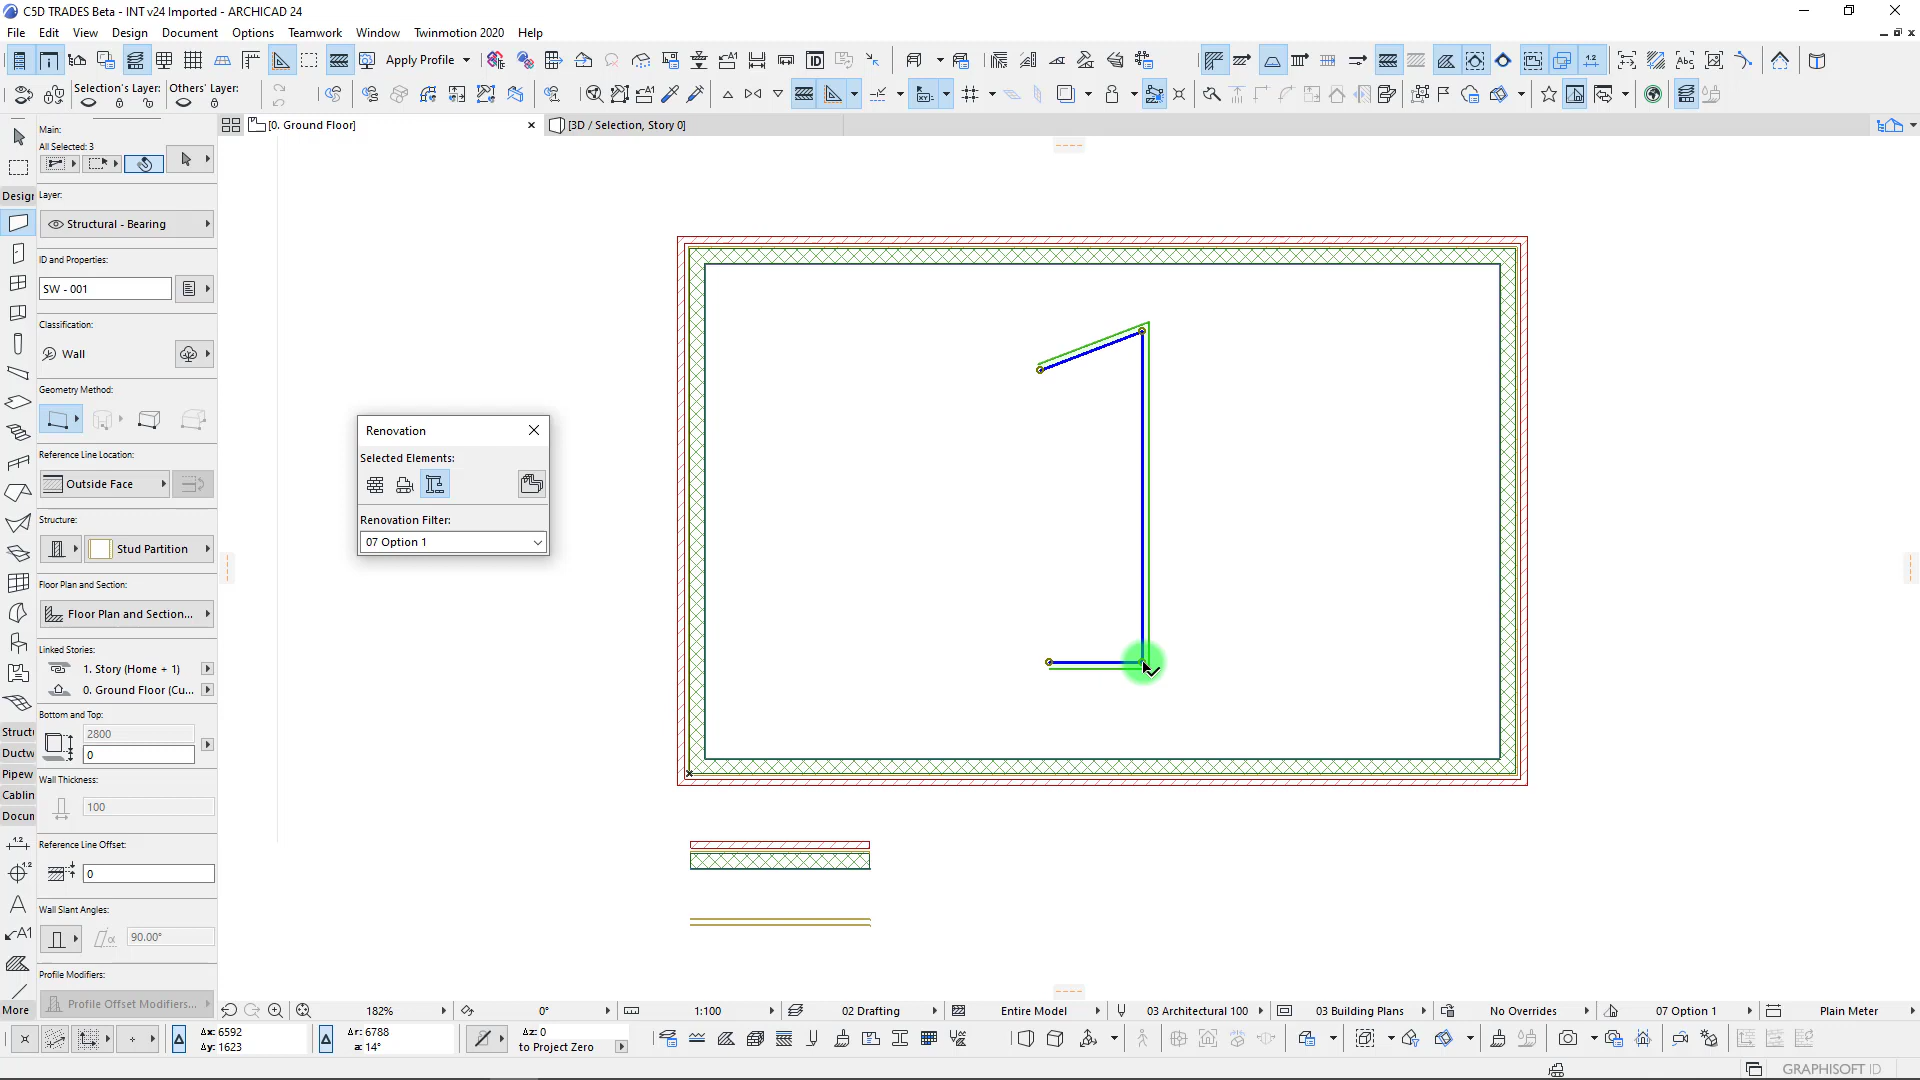 C5D TRADES Beta - INT v24 Imported - ARCHICAD 24
File Edit View Design Document Options Teamwork Window Twinmotion 2020 Help
Apply Profile
Selection's Layer: Others' Layer:
[0. Ground Floor]
[3D / Selection, Story 0]
Main:
All Selected: 3
Design
Layer:
Structural - Bearing
ID and Properties:
SW - 001
Classification:
Wall
Geometry Method:
Reference Line Location:
Outside Face
Structure:
Stud Partition
Floor Plan and Section:
Floor Plan and Section...
Linked Stories:
1. Story (Home + 1)
0. Ground Floor (Cu...
Bottom and Top:
2800
0
Wall Thickness:
100
Reference Line Offset:
0
Wall Slant Angles:
90.00°
Profile Modifiers:
Profile Offset Modifiers...
Struct
Ductw
Pipew
Cablin
Docum
More
Renovation
Selected Elements:
Renovation Filter:
07 Option 1
182%
0°
1:100
02 Drafting
Entire Model
03 Architectural 100
03 Building Plans
No Overrides
07 Option 1
Plain Meter
Δx: 6592
Δy: 1623
Δr: 6788
a: 14°
Δz: 0
to Project Zero
GRAPHISOFT ID